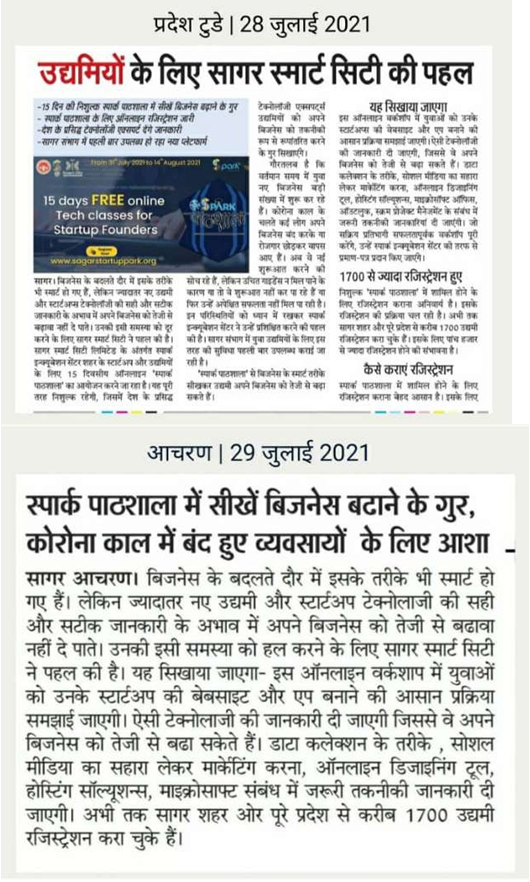 प्रदेश टुडे | 28 जुलाई 2021
उद्यमियों के लिए सागर स्मार्ट सिटी की पहल
-15 दिन की निशुल्क स्पार्क पाठशाला में सीखें बिजनेस बढ़ाने के गुर
- स्पार्क पाठशाला के लिए ऑनलाइन रजिस्ट्रेशन जारी
-देश के प्रसिद्ध टेक्नोलॉजी एक्सपर्ट देंगे जानकारी
-सागर संभाग में पहली बार उपलब्ध हो रहा नया प्लेटफार्म
From 31st July 2021 to 14th August 2021
Spark
15 days FREE online
Tech classes for
Startup Founders
SPARK
पाठशाला
www.sagarstartuppark.org
सागर। बिजनेस के बदलते दौर में इसके तरीके
भी स्मार्ट हो गए हैं, लेकिन ज्यादातर नए उद्यमी
और स्टार्टअप्स टेक्नोलॉजी की सही और सटीक
जानकारी के अभाव में अपने बिजनेस को तेजी से
बढ़ावा नहीं दे पाते। उनकी इसी समस्या को दूर
करने के लिए सागर स्मार्ट सिटी ने पहल की है।
सागर स्मार्ट सिटी लिमिटेड के अंतर्गत स्पार्क
इन्क्यूबेशन सेंटर शहर के स्टार्टअप और उद्यमियों
के लिए 15 दिवसीय ऑनलाइन 'स्पार्क
पाठशाला' का आयोजन करने जा रहा है। यह पूरी
तरह निशुल्क रहेगी, जिसमें देश के प्रसिद्ध
टेक्नोलॉजी एक्सपर्ट्स
उद्यमियों को अपने
बिजनेस को तकनीकी
रूप से रूपांतरित करने
के गुर सिखाएंगे।
गौरतलब है कि
वर्तमान समय में युवा
नए, बिजनेस बड़ी
संख्या में शुरू कर रहे
हैं। कोरोना काल के
चलते कई लोग अपने
बिजनेस बंद करके या
रोजगार छोड़कर वापस
आए हैं। अब वे नई
शुरूआत करने की
सोच रहे हैं, लेकिन उचित गाइडेंस न मिल पाने के
कारण या तो वे शुरूआत नहीं कर पा रहे हैं या
फिर उन्हें अपेक्षित सफलता नहीं मिल पा रही है।
इन परिस्थितियों को ध्यान में रखकर स्पार्क
इन्क्यूबेशन सेंटर ने उन्हें प्रशिक्षित करने की पहल
की है। सागर संभाग में युवा उद्यमियों के लिए इस
तरह की सुविधा पहली बार उपलब्ध कराई जा
रही है।
'स्पार्क पाठशाला' से बिजनेस के स्मार्ट तरीके
सीखकर उद्यमी अपने बिजनेस को तेजी से बढ़ा
सकते हैं।
यह सिखाया जाएगा
इस ऑनलाइन वर्कशॉप में युवाओं को उनके
स्टार्टअप्स की वेबसाइट और एप बनाने की
आसान प्रक्रिया समझाई जाएगी। ऐसी टेक्नोलॉजी
की जानकारी दी जाएगी, जिससे वे अपने
बिजनेस को तेजी से बढ़ा सकते हैं। डाटा
कलेक्शन के तरीके, सोशल मीडिया का सहारा
लेकर मार्केटिंग करना, ऑनलाइन डिजाइनिंग
टूल, होस्टिंग सॉल्यूशन्स, माइक्रोसॉफ्ट ऑफिस,
ऑउटलुक, स्क्रम प्रोजेक्ट मैनेजमेंट के संबंध में
जरूरी तकनीकी जानकारियां दी जाएंगी। जो
सक्रिय प्रतिभागी सफलतापूर्वक वर्कशॉप पूरी
करेंगे, उन्हें स्पार्क इन्क्यूबेशन सेंटर की तरफ से
प्रमाण-पत्र प्रदान किए जाएंगे।
1700 से ज्यादा रजिस्ट्रेशन हुए
निशुल्क 'स्पार्क पाठशाला' में शामिल होने के
लिए रजिस्ट्रेशन कराना अनिवार्य है। इसके
रजिस्ट्रेशन की प्रक्रिया चल रही है। अभी तक
सागर शहर और पूरे प्रदेश से करीब 1700 उद्यमी
रजिस्ट्रेशन करा चुके हैं। इसके लिए पांच हजार
से ज्यादा रजिस्ट्रेशन होने की संभावना है।
कैसे कराएं रजिस्ट्रेशन
स्पार्क पाठशाला में शामिल होने के लिए
रजिस्ट्रेशन कराना बेहद आसान है। इसके लिए
आचरण | 29 जुलाई 2021
स्पार्क पाठशाला में सीखें बिजनेस बटाने के गुर,
कोरोना काल में बंद हुए व्यवसायों के लिए आशा
सागर आचरण। बिजनेस के बदलते दौर में इसके तरीके भी स्मार्ट हो
गए हैं। लेकिन ज्यादातर नए उद्यमी और स्टार्टअप टेक्नोलाजी की सही
और सटीक जानकारी के अभाव में अपने बिजनेस को तेजी से बढावा
नहीं दे पाते। उनकी इसी समस्या को हल करने के लिए सागर स्मार्ट सिटी
ने पहल की है। यह सिखाया जाएगा- इस ऑनलाइन वर्कशाप में युवाओं
को उनके स्टार्टअप की बेबसाइट और एप बनाने की आसान प्रक्रिया
समझाई जाएगी। ऐसी टेक्नोलाजी की जानकारी दी जाएगी जिससे वे अपने
बिजनेस को तेजी से बढा सकेते हैं। डाटा कलेक्शन के तरीके , सोशल
मीडिया का सहारा लेकर मार्केटिंग करना, ऑनलाइन डिजाइनिंग टूल,
होस्टिंग सॉल्यूशन्स, माइक्रोसाफ्ट संबंध में जरूरी तकनीकी जानकारी दी
जाएगी। अभी तक सागर शहर ओर पूरे प्रदेश से करीब 1700 उद्यमी
रजिस्ट्रेशन करा चुके हैं।